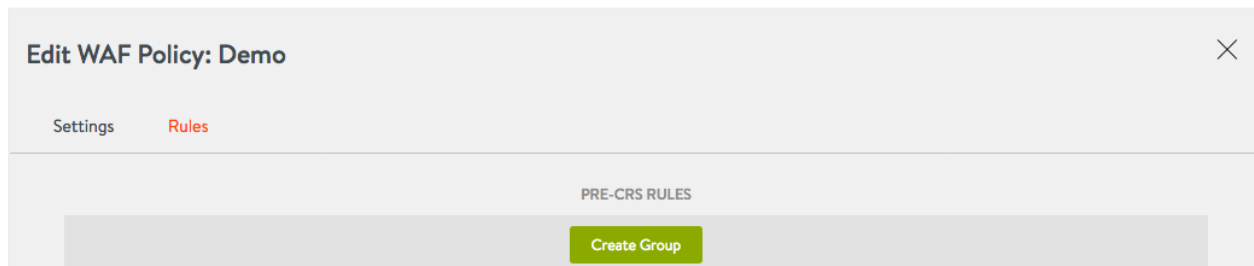 Edit WAF Policy: Demo
Settings Rules
PRE-CRS RULES
Create Group